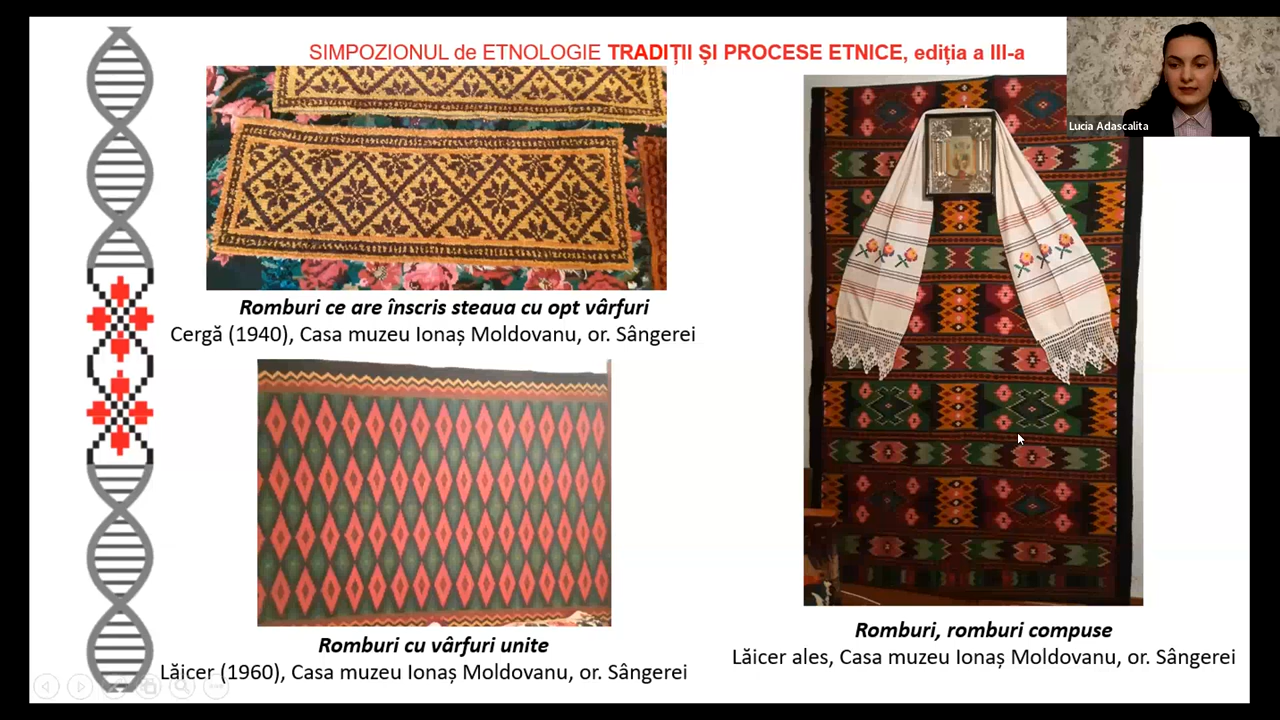 SIMPOZIONUL de ETNOLOGIE TRADIȚII ȘI PROCESE ETNICE, ediția a III-a
Lucia Adascalita
Romburi ce are înscris steaua cu opt vârfuri
Cergă (1940), Casa muzeu Ionaș Moldovanu, or. Sângerei
Romburi cu vârfuri unite
Lăicer (1960), Casa muzeu Ionaș Moldovanu, or. Sângerei
Romburi, romburi compuse
Lăicer ales, Casa muzeu Ionaș Moldovanu, or. Sângerei